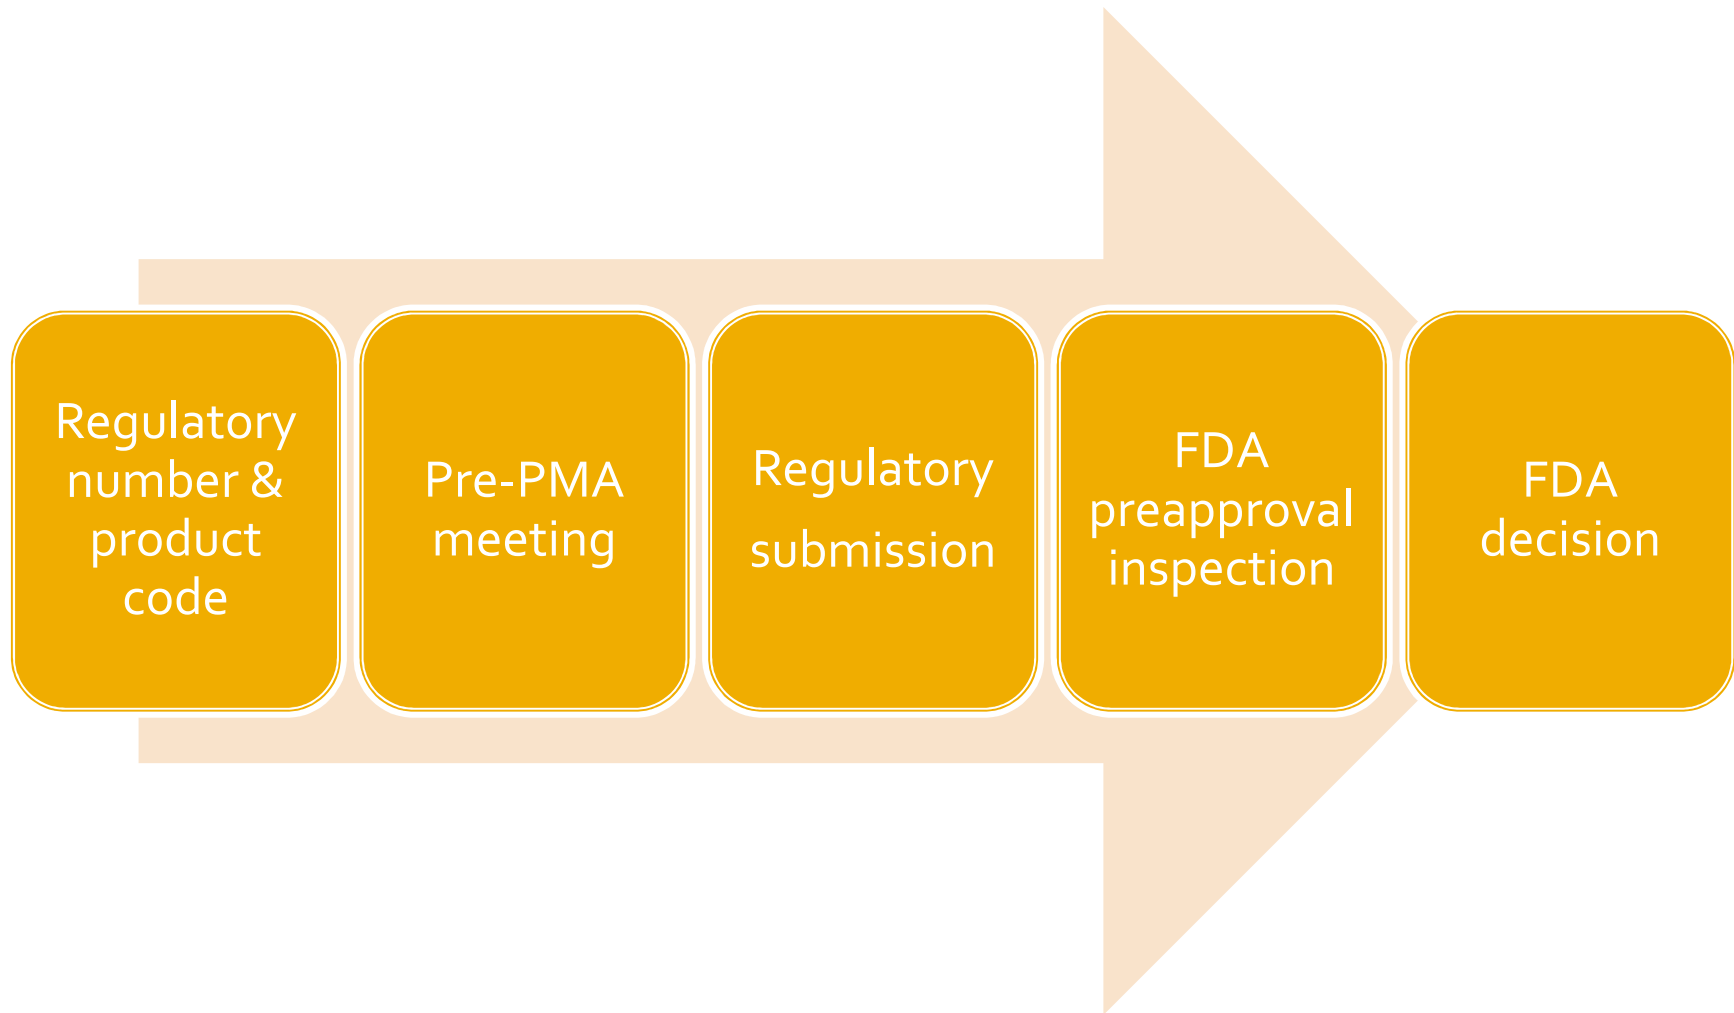 Regulatory
number &
product
code
Pre-PMA
meeting
Regulatory
submission
FDA
preapproval
inspection
FDA
decision